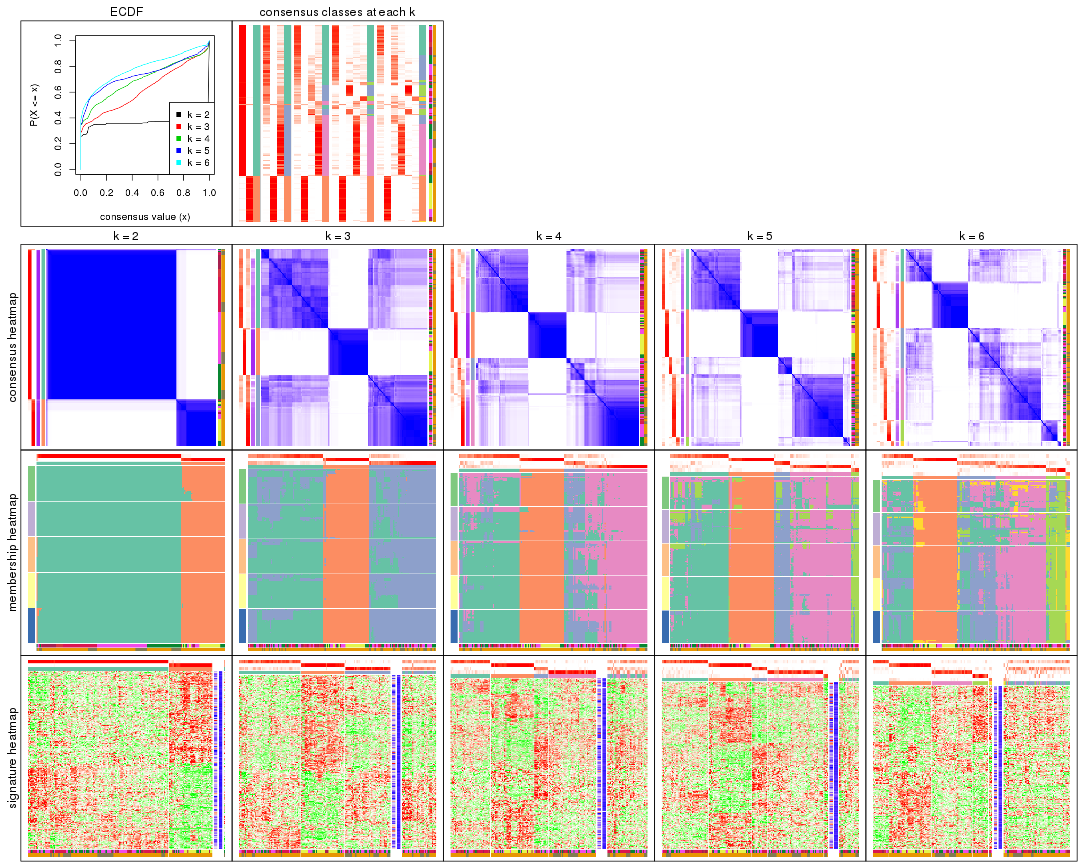 ECDF
consensus classes at each k
P(X <= x)
0.0 0.2 0.4 0.6 0.8 1.0
k = 2
k = 3
k = 4
k = 5
k = 6
0.0 0.2 0.4 0.6 0.8 1.0
consensus value (x)
k = 2
k = 3
k = 4
k = 5
k = 6
consensus heatmap
membership heatmap
signature heatmap